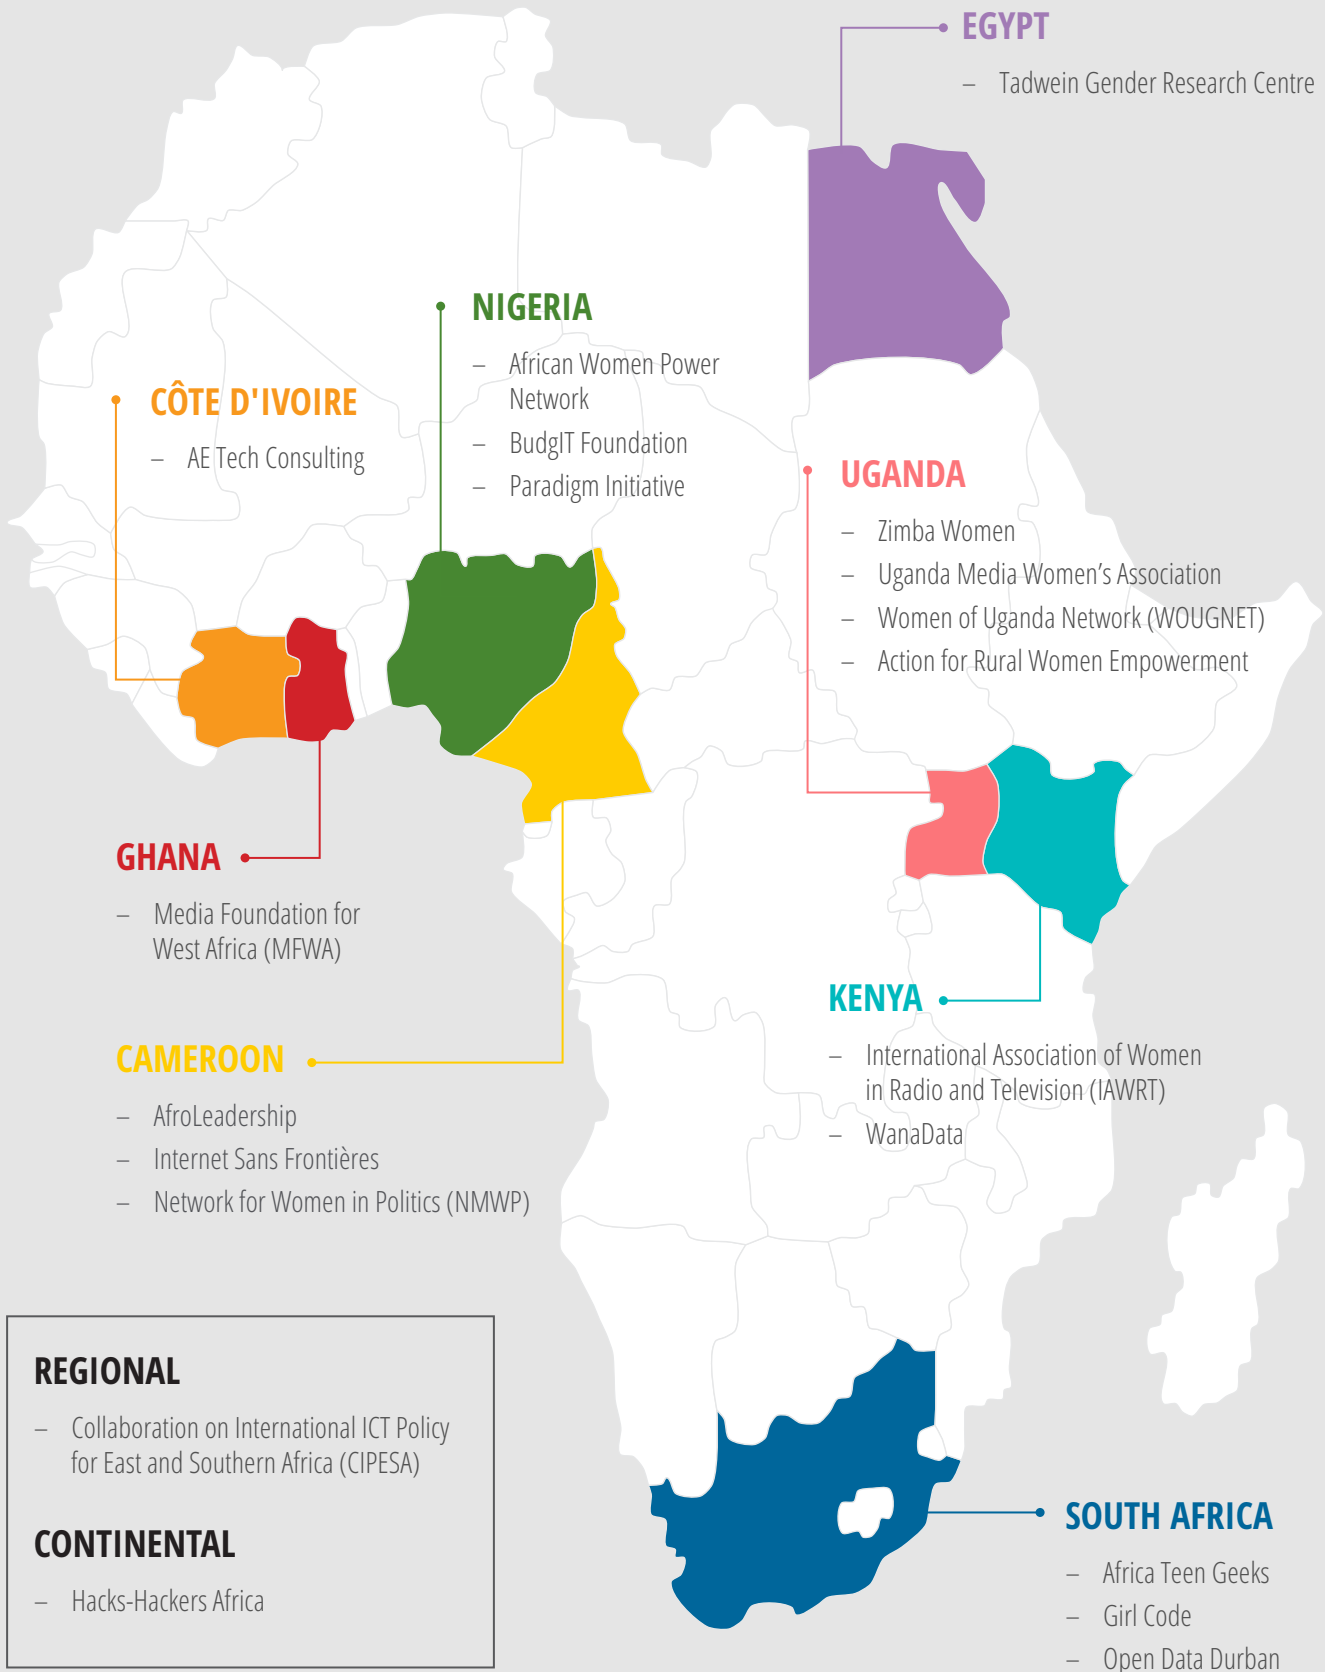 EGYPT
– Tadwein Gender Research Centre
NIGERIA
– African Women Power
Network
– BudgIT Foundation
– Paradigm Initiative
CÔTE D'IVOIRE
– AE Tech Consulting
UGANDA
– Zimba Women
– Uganda Media Women’s Association
– Women of Uganda Network (WOUGNET)
– Action for Rural Women Empowerment
GHANA
– Media Foundation for
West Africa (MFWA)
KENYA
– International Association of Women
in Radio and Television (IAWRT)
– WanaData
CAMEROON
– AfroLeadership
– Internet Sans Frontières
– Network for Women in Politics (NMWP)
REGIONAL
– Collaboration on International ICT Policy
for East and Southern Africa (CIPESA)
CONTINENTAL
– Hacks-Hackers Africa
SOUTH AFRICA
– Africa Teen Geeks
– Girl Code
– Open Data Durban